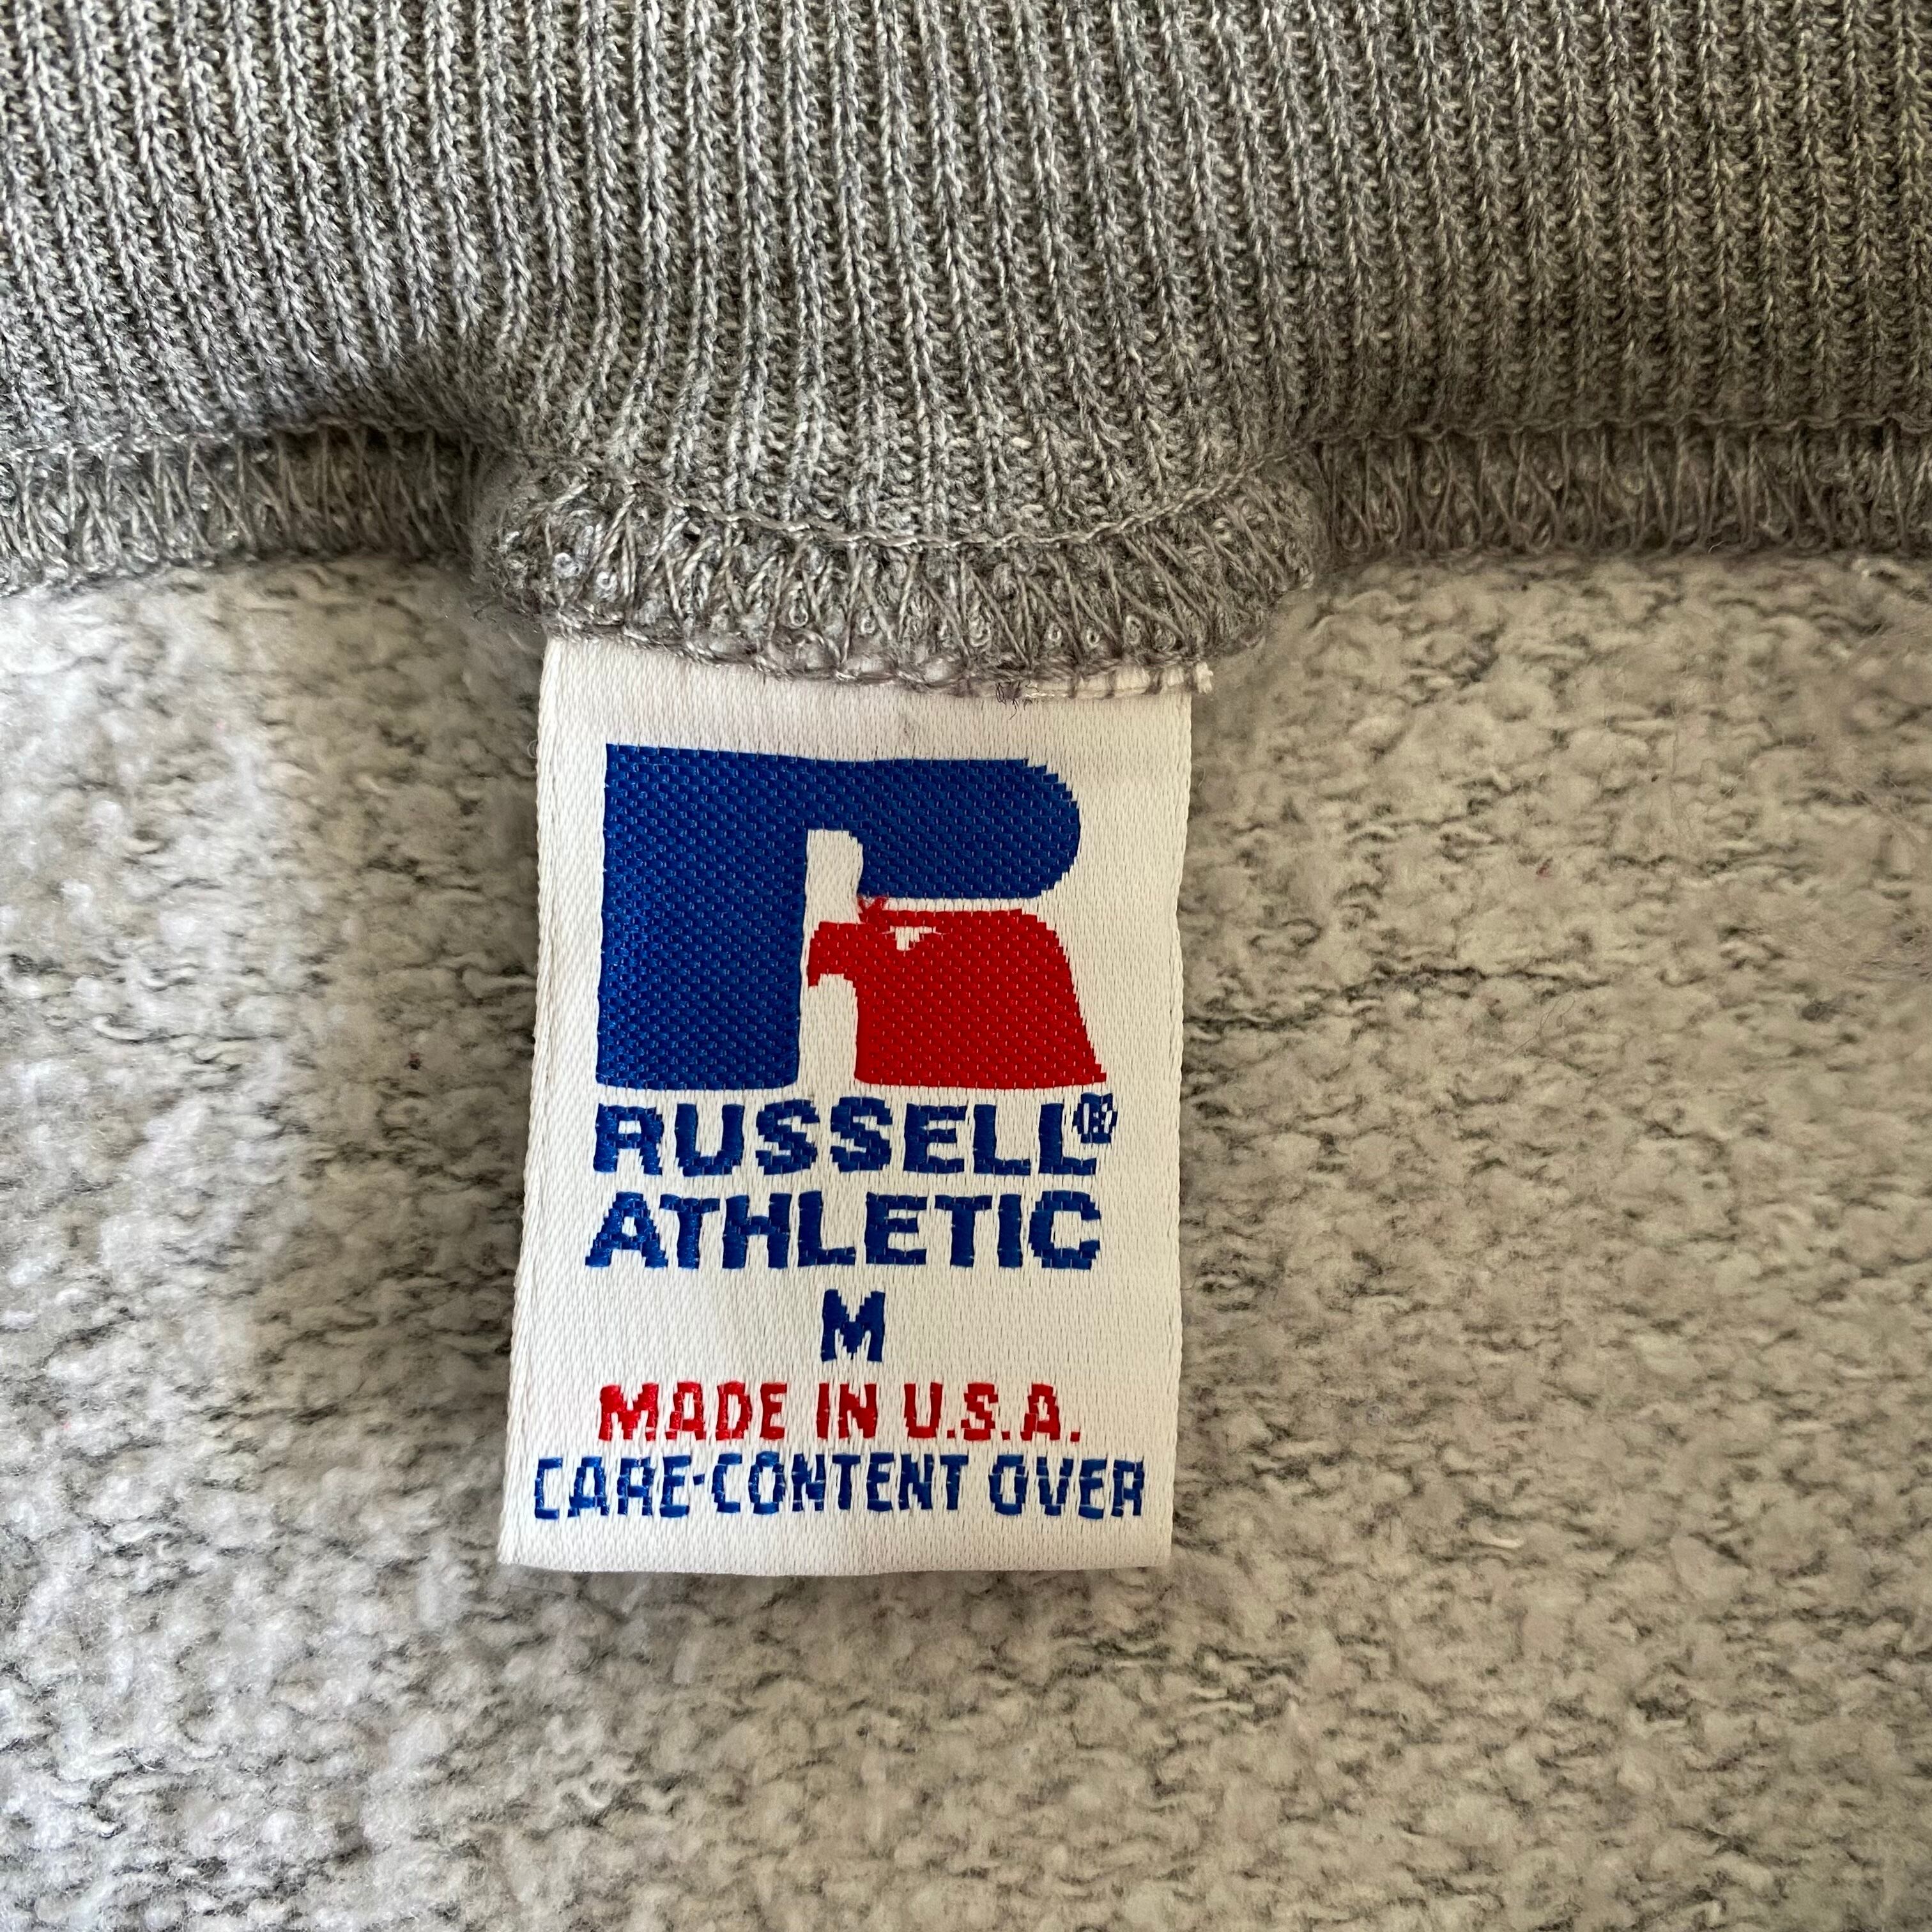 RUSSELL®
ATHLETIC
M
MADE IN U.S.A.
CARE·CONTENT OVER